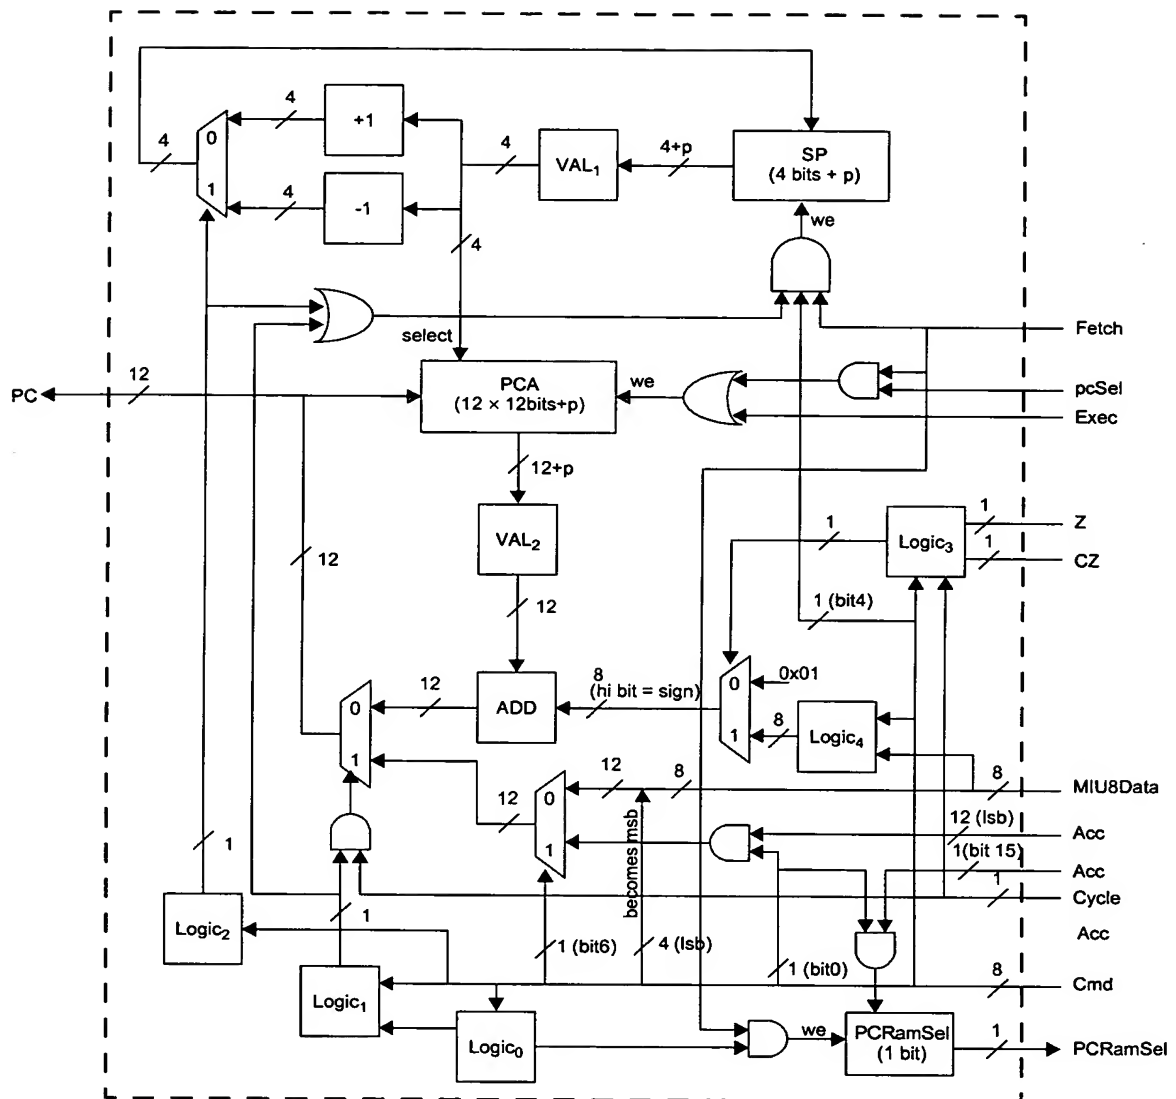 4
+1
4
0
1
4
-1
4
VAL₁
4+p
SP
(4 bits + p)
we
4
select
Fetch
PC
12
PCA
(12 × 12bits+p)
we
pcSel
Exec
12+p
VAL₂
12
12
1
Logic₃
1
Z
1
CZ
1 (bit4)
0
1
12
ADD
8
(hi bit = sign)
0
1
0x01
8
Logic₄
12
0
1
12
8
8
MIU8Data
12 (lsb)
Acc
1(bit 15)
Acc
1
Cycle
Acc
becomes msb
1
Logic₂
1
1 (bit6)
4 (lsb)
1 (bit0)
8
Cmd
Logic₁
Logic₀
we
PCRamSel
(1 bit)
1
PCRamSel